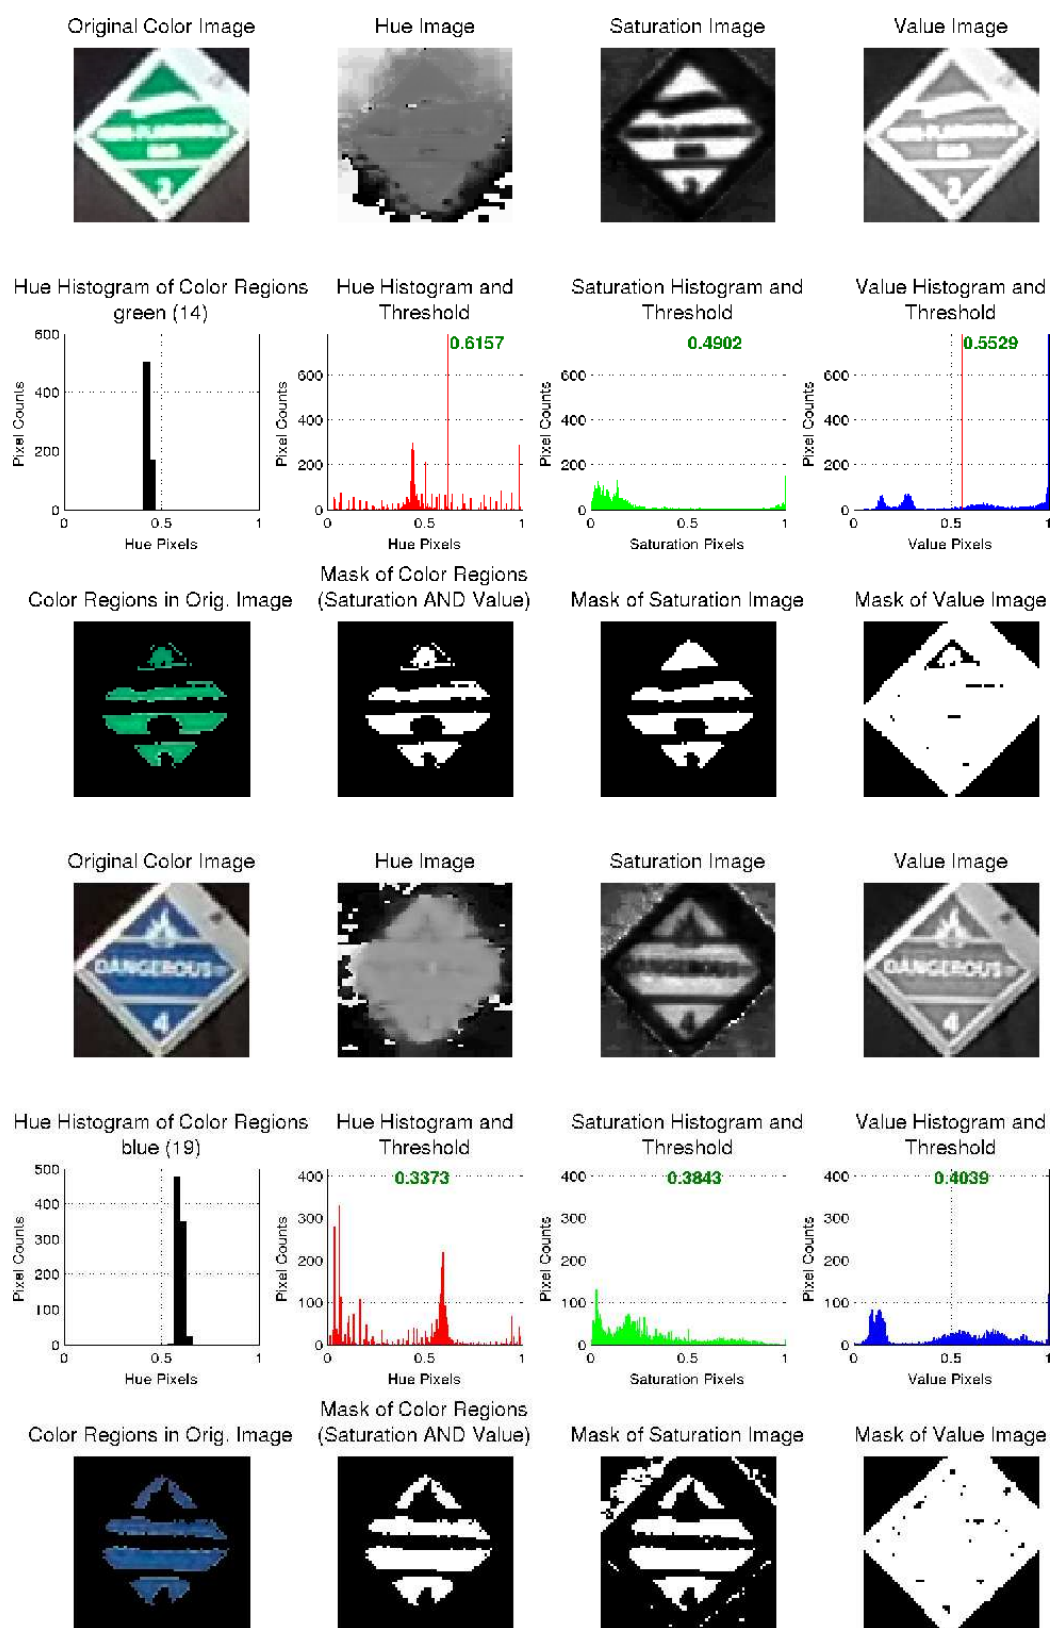 Original Color Image
Hue Image
Saturation Image
Value Image
2
2
2
Hue Histogram of Color Regions
green (14)
Hue Histogram and
Threshold
Saturation Histogram and
Threshold
Value Histogram and
Threshold
600
400
200
0
Pixel Counts
0
0.5
1
Hue Pixels
0.6157
600
400
200
0
Pixel Counts
0
0.5
1
Hue Pixels
0.4902
600
400
200
0
Pixel Counts
0
0.5
1
Saturation Pixels
0.5529
600
400
200
0
Pixel Counts
0
0.5
1
Value Pixels
Color Regions in Orig. Image
Mask of Color Regions
(Saturation AND Value)
Mask of Saturation Image
Mask of Value Image
Original Color Image
Hue Image
Saturation Image
Value Image
DANGEROUS
4
DANGEROUS
4
DANGEROUS
4
Hue Histogram of Color Regions
blue (19)
Hue Histogram and
Threshold
Saturation Histogram and
Threshold
Value Histogram and
Threshold
500
400
300
200
100
0
Pixel Counts
0
0.5
1
Hue Pixels
0.3373
400
300
200
100
0
Pixel Counts
0
0.5
1
Hue Pixels
0.3843
400
300
200
100
0
Pixel Counts
0
0.5
1
Saturation Pixels
0.4039
400
300
200
100
0
Pixel Counts
0
0.5
1
Value Pixels
Color Regions in Orig. Image
Mask of Color Regions
(Saturation AND Value)
Mask of Saturation Image
Mask of Value Image